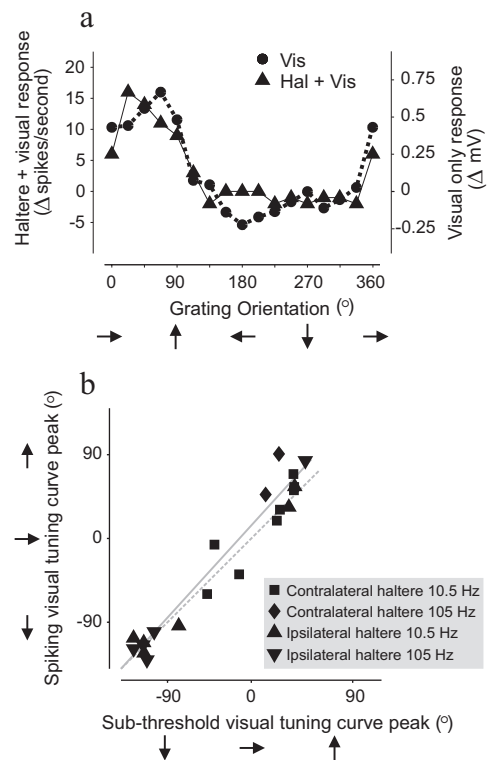 a
Vis
Hal + Vis
Haltere + visual response
(Δ spikes/second)
20
15
10
5
0
-5
0.75
0.5
0.25
0
-0.25
Visual only response
(Δ mV)
0 90 180 270 360
Grating Orientation (o)
b
Spiking visual tuning curve peak (o)
90
0
-90
Contralateral haltere 10.5 Hz
Contralateral haltere 105 Hz
Ipsilateral haltere 10.5 Hz
Ipsilateral haltere 105 Hz
-90 0 90
Sub-threshold visual tuning curve peak (o)